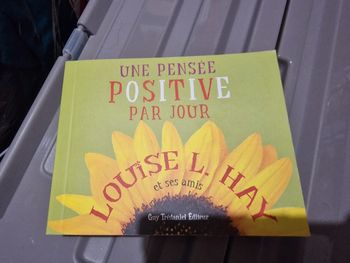 UNE PENSÉE
POSITIVE
PAR JOUR
LOUISE L. HAY
et ses amis
Guy Trédaniel Éditeur